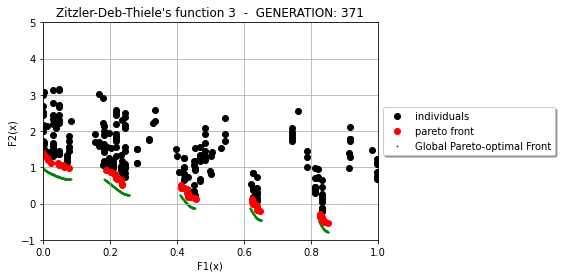 Zitzler-Deb-Thiele's function 3 - GENERATION: 371
5
4
3
2
1
0
−1
F2(x)
0.0 0.2 0.4 0.6 0.8 1.0
F1(x)
individuals
pareto front
Global Pareto-optimal Front